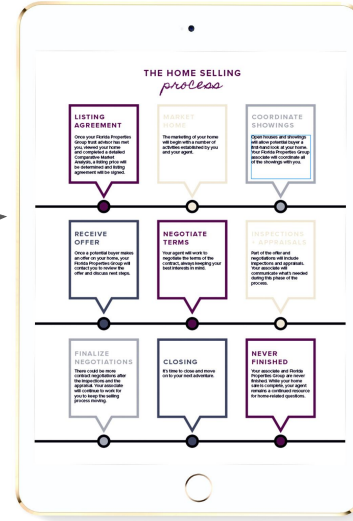 THE HOME SELLING
process
LISTING
AGREEMENT
Once your Florida Properties
Group trust advisor has met
you, viewed your home
and completed a detailed
Comparative Market
Analysis, a listing price will
be determined and listing
agreement will be signed.
MARKET
HOME
The marketing of your home
will begin with a number of
activities established by you
and your agent.
COORDINATE
SHOWINGS
Open houses and showings
will allow potential buyer a
first-hand look at your home.
Your Florida Properties Group
associate will coordinate all
of the showings with you.
RECEIVE
OFFER
Once a potential buyer makes
an offer on your home, your
Florida Properties Group will
contact you to review the
offer and discuss next steps.
NEGOTIATE
TERMS
Your agent will work to
negotiate the terms of the
contract, always keeping your
best interests in mind.
INSPECTIONS
+ APPRAISALS
Part of the offer and
negotiations will include
inspections and appraisals.
Your associate will
communicate what's needed
during this phase of the
process.
FINALIZE
NEGOTIATIONS
There could be more
contract negotiations after
the inspections and the
appraisal. Your associate
will continue to work for
you to keep the selling
process moving.
CLOSING
It's time to close and move
on to your next adventure.
NEVER
FINISHED
Your associate and Florida
Properties Group are never
finished. While your home
sale is complete, your agent
remains a continued resource
for home-related questions.